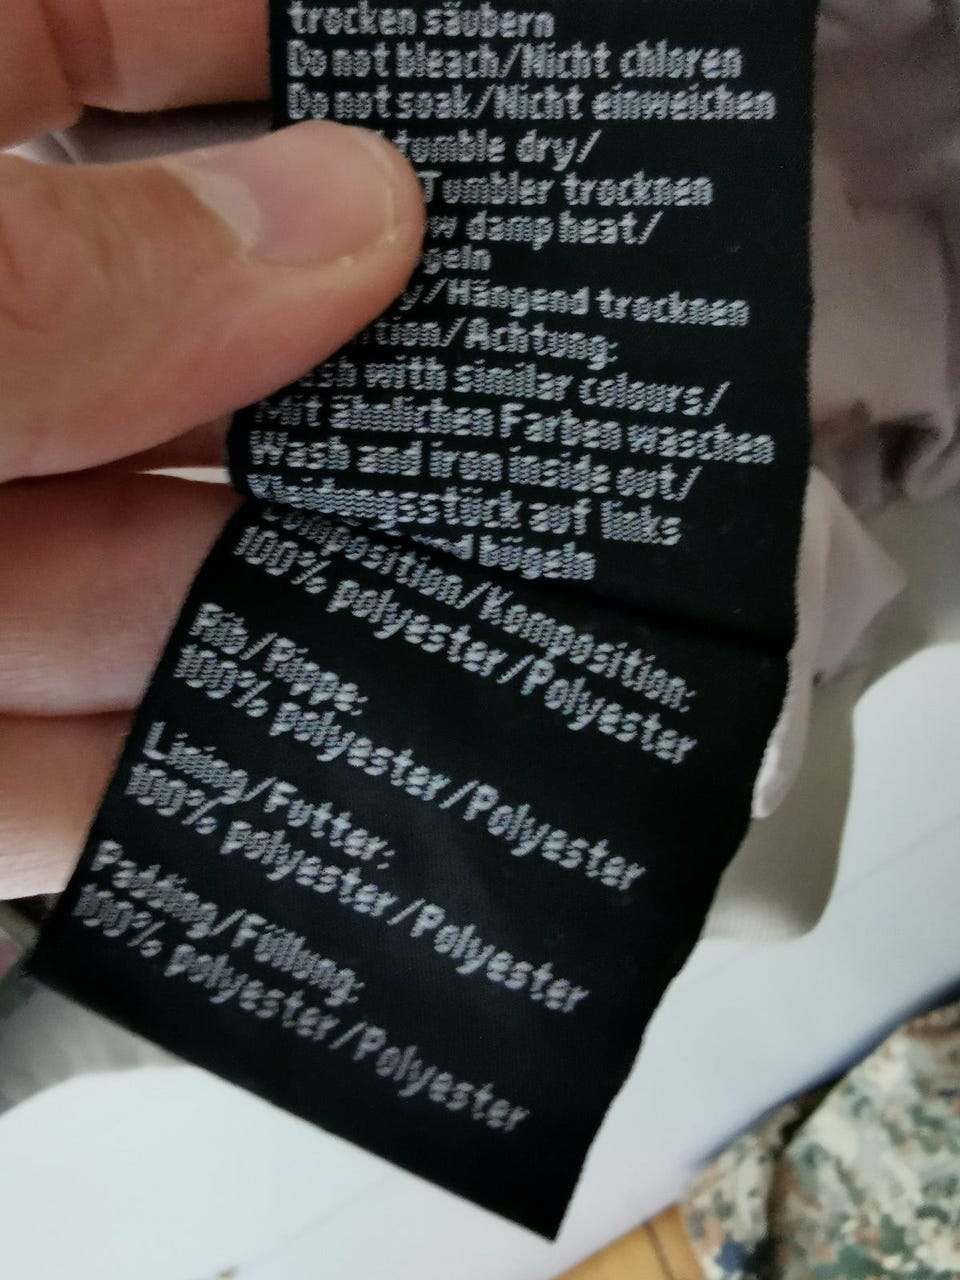 trocken säubern
Do not bleach/Nicht chloren
Do not soak/Nicht einweichen
tumble dry/
Tumbler trocknen
damp heat/
/Hängend trocknen
/Achtung:
with similar colours/
Mit ähnlichen Farben waschen
Wash and iron inside out/
Kleidungsstück auf links
bügeln
Composition/Komposition:
100% polyester/Polyester
Rib/Rippe:
100% polyester/Polyester
Lining/Futter:
100% polyester/Polyester
Padding/Füllung:
100% polyester/Polyester